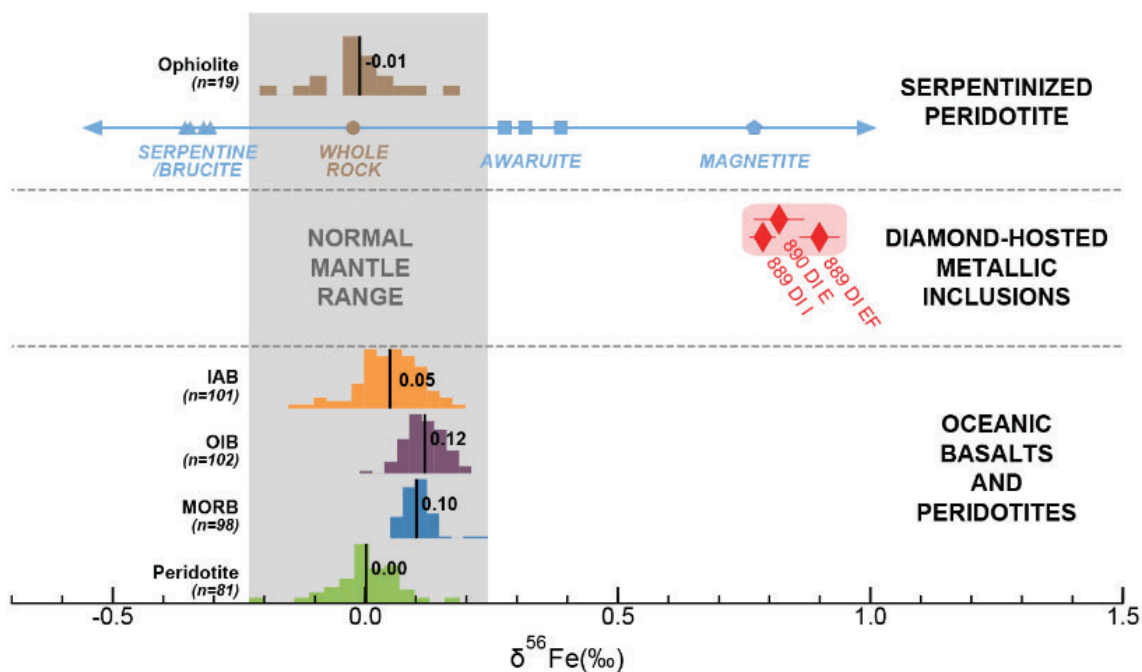 Ophiolite
(n=19)
-0.01
SERPENTINIZED
PERIDOTITE
SERPENTINE
/BRUCITE
WHOLE
ROCK
AWARUITE
MAGNETITE
NORMAL
MANTLE
RANGE
889 DI I
890 DI E
889 DI EF
DIAMOND-HOSTED
METALLIC
INCLUSIONS
IAB
(n=101)
0.05
OIB
(n=102)
0.12
MORB
(n=98)
0.10
Peridotite
(n=81)
0.00
OCEANIC
BASALTS
AND
PERIDOTITES
-0.5 0.0 0.5 1.0 1.5
δ⁵⁶Fe(‰)